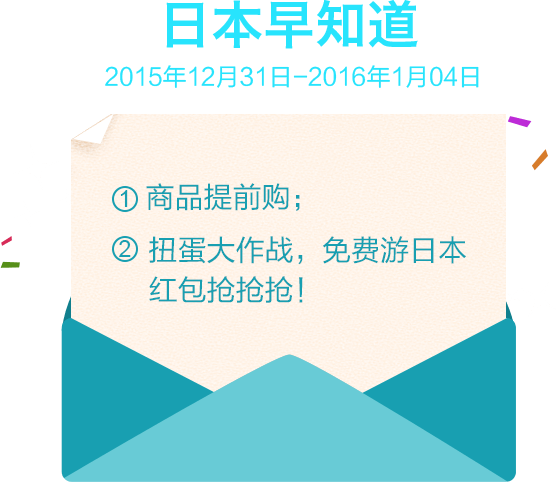 日本早知道
2015年12月31日-2016年1月04日
① 商品提前购；
② 扭蛋大作战，免费游日本
红包抢抢抢！